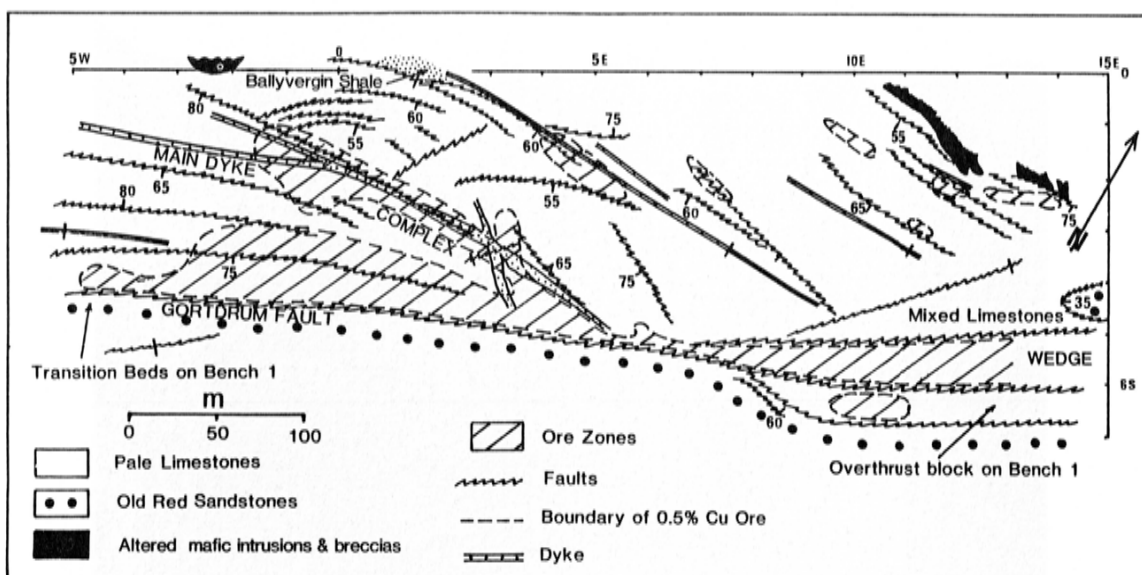 5W
0
5E
10E
15E
0
Ballyvergin Shale
80
80
60
55
75
60
55
55
MAIN DYKE
65
80
COMPLEX
60
65
75
75
65
75
35
GORTDRUM FAULT
Mixed Limestones
WEDGE
6S
60
Transition Beds on Bench 1
Overthrust block on Bench 1
m
0 50 100
Pale Limestones
Old Red Sandstones
Altered mafic intrusions & breccias
Ore Zones
Faults
Boundary of 0.5% Cu Ore
Dyke